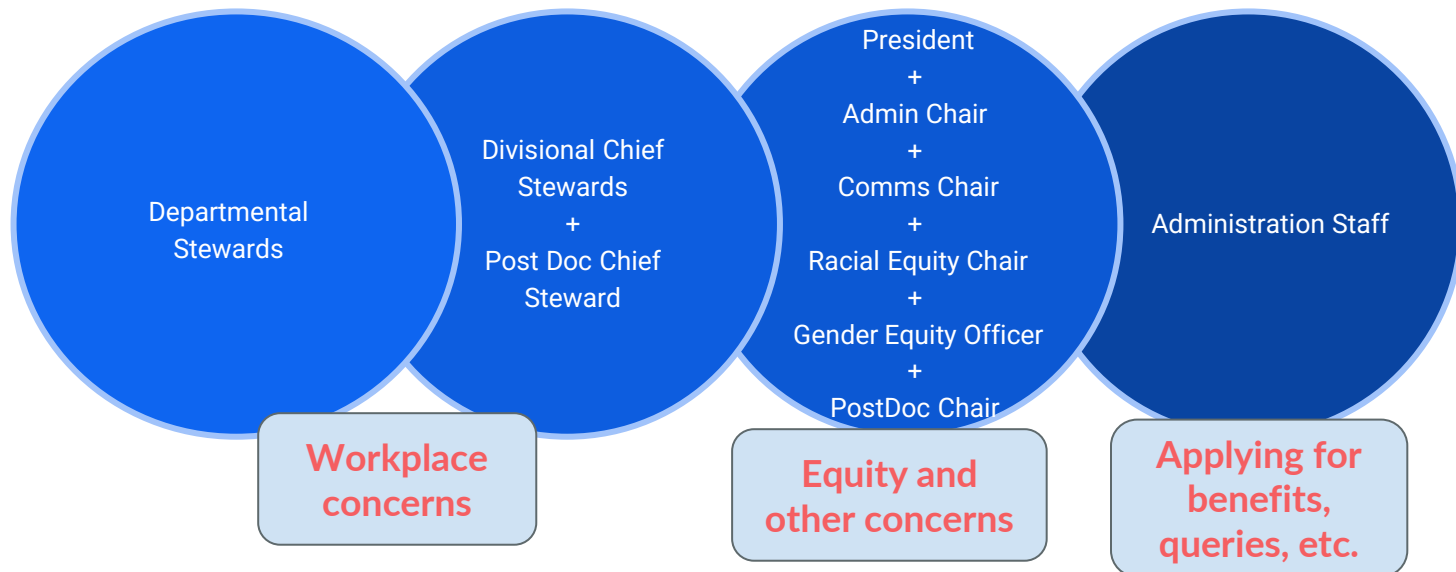 Departmental
Stewards
Divisional Chief
Stewards
+
Post Doc Chief
Steward
President
+
Admin Chair
+
Comms Chair
+
Racial Equity Chair
+
Gender Equity Officer
+
PostDoc Chair
Administration Staff
Workplace
concerns
Equity and
other concerns
Applying for
benefits,
queries, etc.